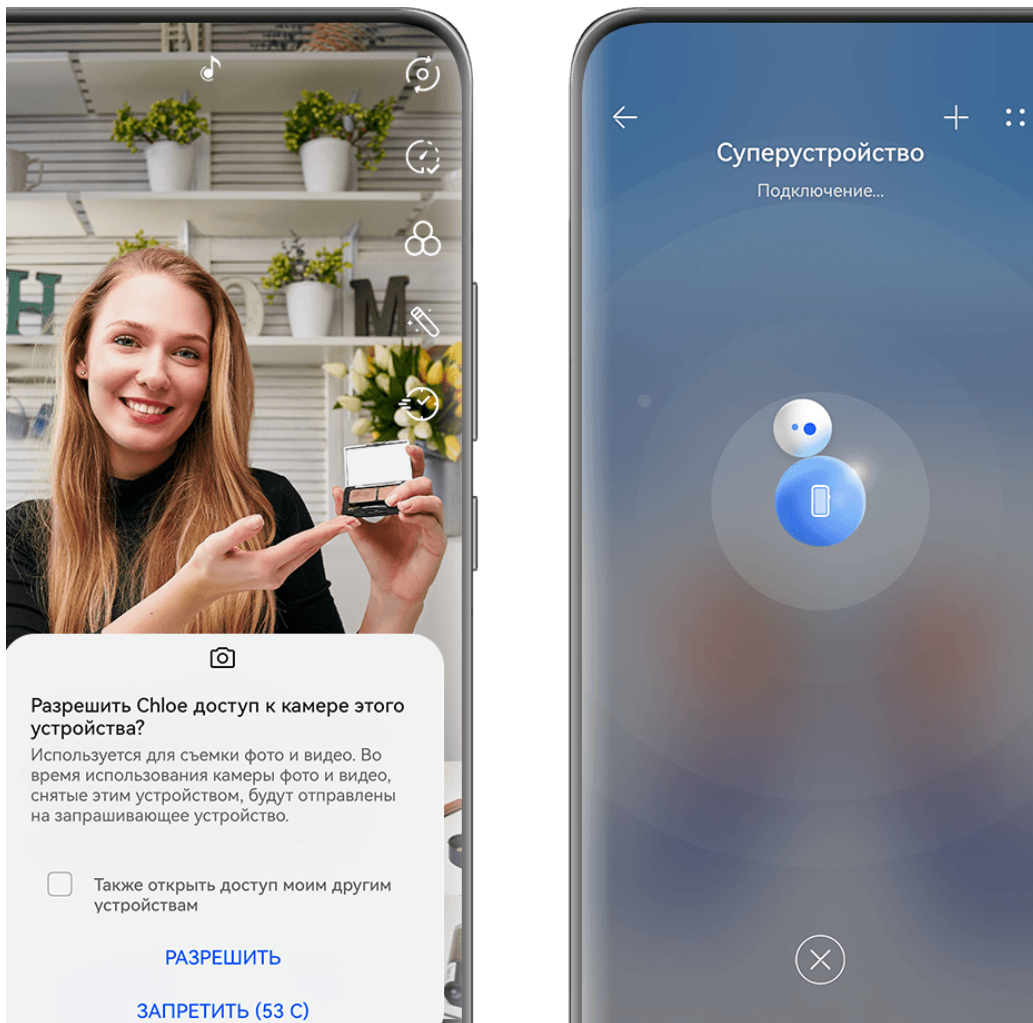 H O M
Разрешить Chloe доступ к камере этого
устройства?
Используется для съемки фото и видео. Во
время использования камеры фото и видео,
снятые этим устройством, будут отправлены
на запрашивающее устройство.
Также открыть доступ моим другим
устройствам
РАЗРЕШИТЬ
ЗАПРЕТИТЬ (53 С)
Суперустройство
Подключение...